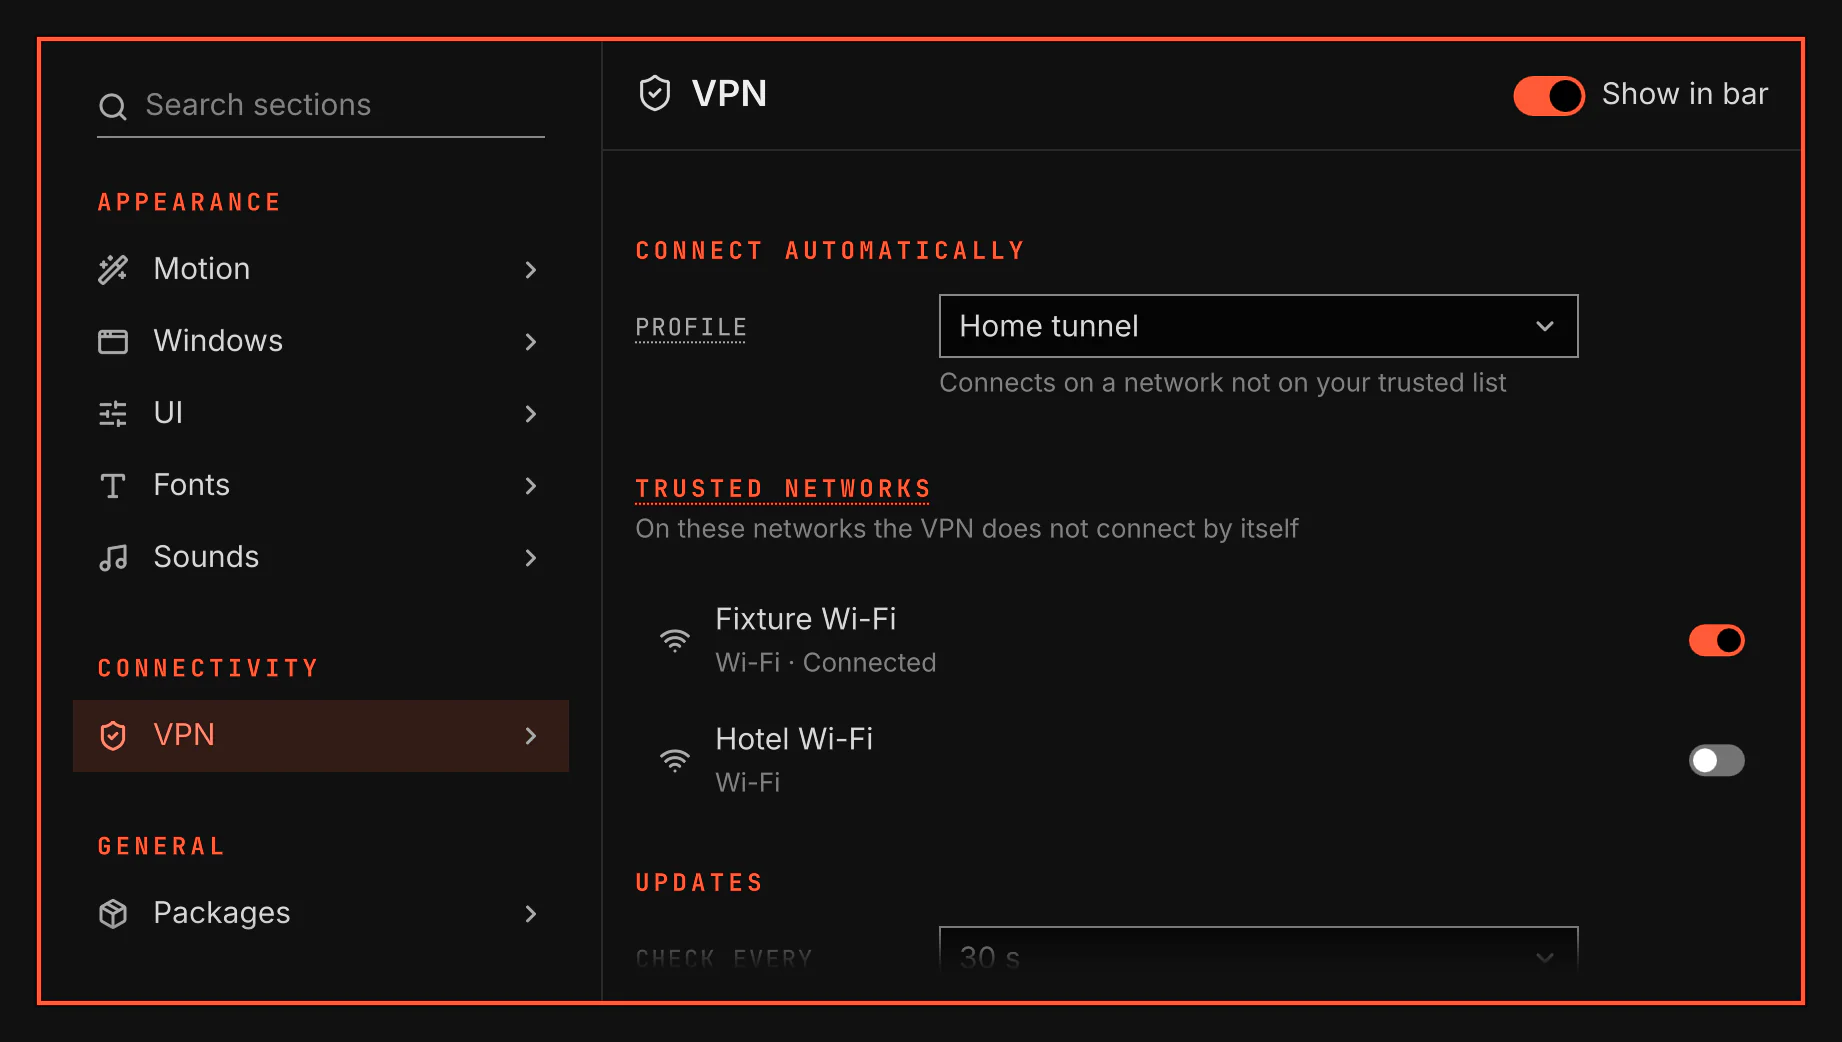 Search sections
APPEARANCE
Motion
Windows
UI
Fonts
Sounds
CONNECTIVITY
VPN
GENERAL
Packages
VPN
Show in bar
CONNECT AUTOMATICALLY
PROFILE
Home tunnel
Connects on a network not on your trusted list
TRUSTED NETWORKS
On these networks the VPN does not connect by itself
Fixture Wi-Fi
Wi-Fi · Connected
Hotel Wi-Fi
Wi-Fi
UPDATES
CHECK EVERY
30 s